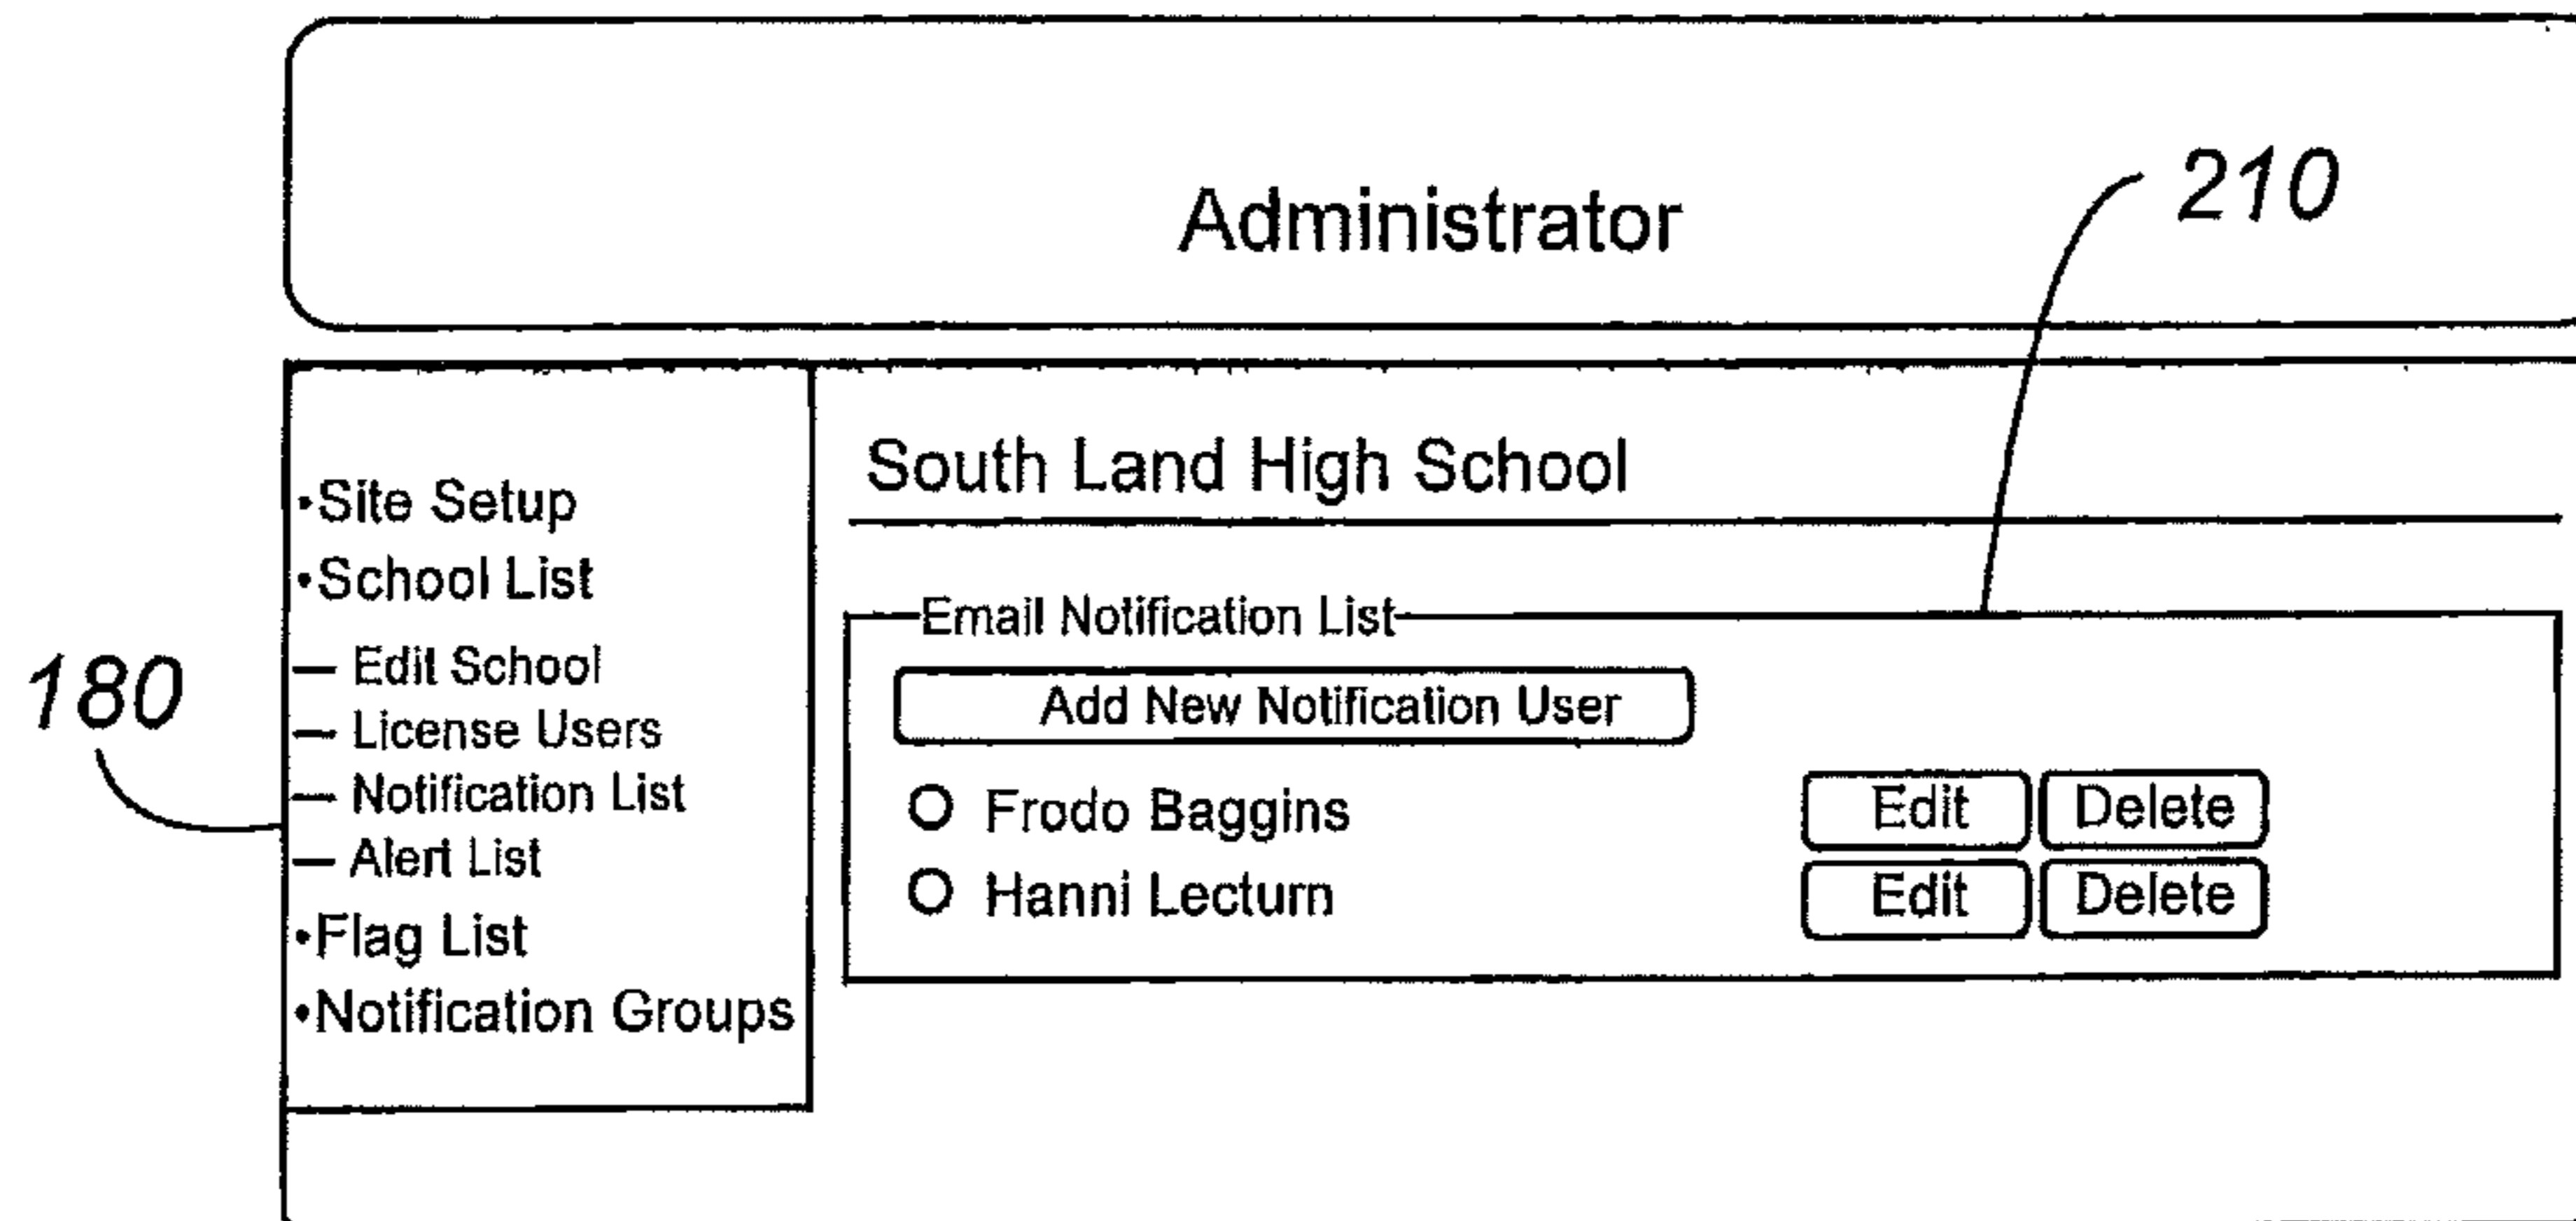 Administrator
210
180
•Site Setup
•School List
— Edit School
— License Users
— Notification List
— Alert List
•Flag List
•Notification Groups
South Land High School
Email Notification List
Add New Notification User
Frodo Baggins Edit Delete
Hanni Lecturn Edit Delete